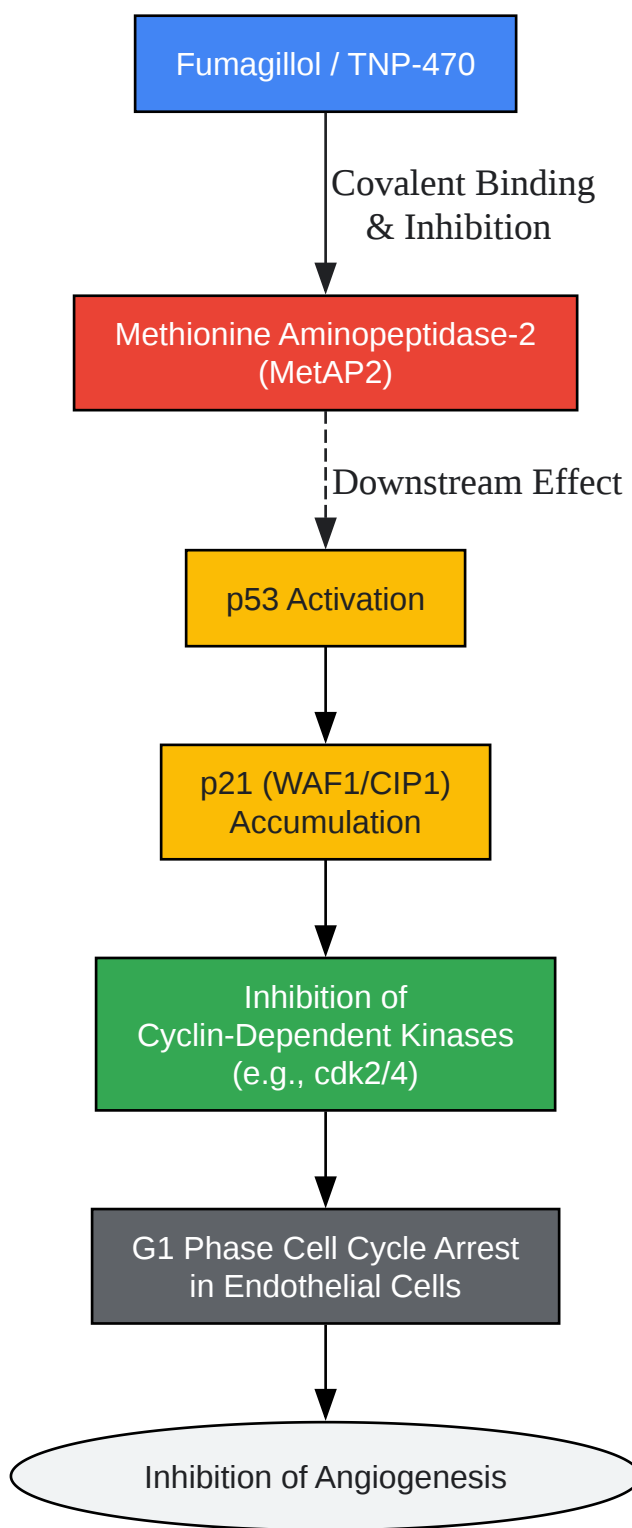 Fumagillol / TNP-470
Covalent Binding
& Inhibition
Methionine Aminopeptidase-2
(MetAP2)
Downstream Effect
p53 Activation
p21 (WAF1/CIP1)
Accumulation
Inhibition of
Cyclin-Dependent Kinases
(e.g., cdk2/4)
G1 Phase Cell Cycle Arrest
in Endothelial Cells
Inhibition of Angiogenesis